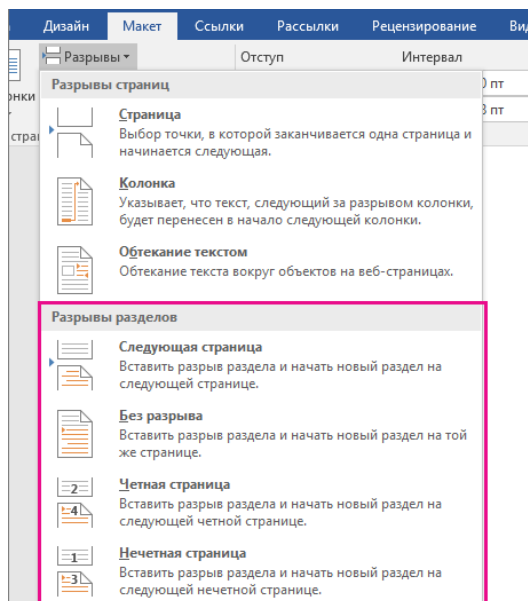 Дизайн Макет Ссылки Рассылки Рецензирование
Разрывы Отступ Интервал
Разрывы страниц
Страница
Выбор точки, в которой заканчивается одна страница и
начинается следующая.
Колонка
Указывает, что текст, следующий за разрывом колонки,
будет перенесен в начало следующей колонки.
Обтекание текстом
Обтекание текста вокруг объектов на веб-страницах.
Разрывы разделов
Следующая страница
Вставить разрыв раздела и начать новый раздел на
следующей странице.
Без разрыва
Вставить разрыв раздела и начать новый раздел на той
же странице.
2
4
Четная страница
Вставить разрыв раздела и начать новый раздел на
следующей четной странице.
1
3
Нечетная страница
Вставить разрыв раздела и начать новый раздел на
следующей нечетной странице.